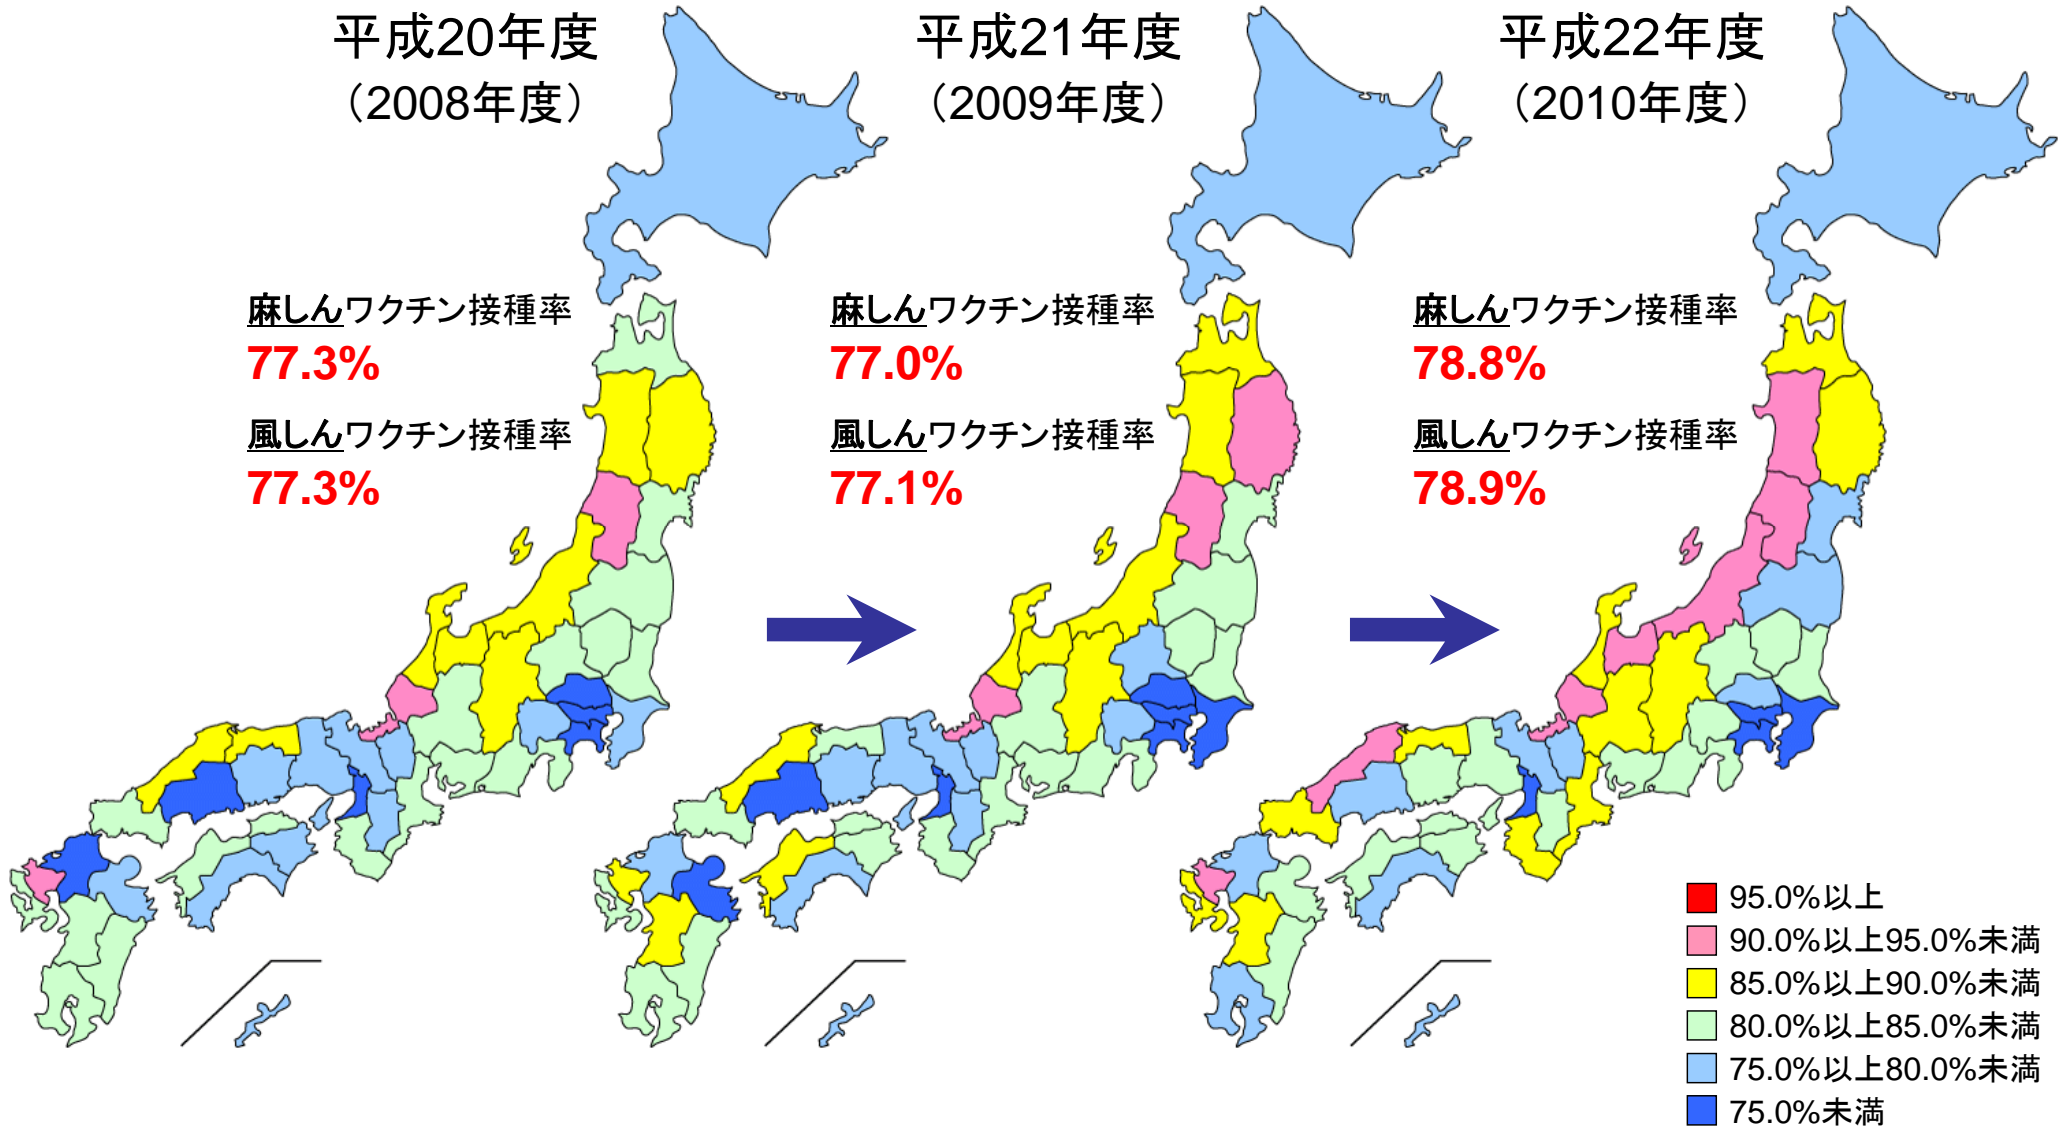 平成20年度
（2008年度）
麻しんワクチン接種率
77.3%
風しんワクチン接種率
77.3%
平成21年度
（2009年度）
麻しんワクチン接種率
77.0%
風しんワクチン接種率
77.1%
平成22年度
（2010年度）
麻しんワクチン接種率
78.8%
風しんワクチン接種率
78.9%
95.0%以上
90.0%以上95.0%未満
85.0%以上90.0%未満
80.0%以上85.0%未満
75.0%以上80.0%未満
75.0%未満